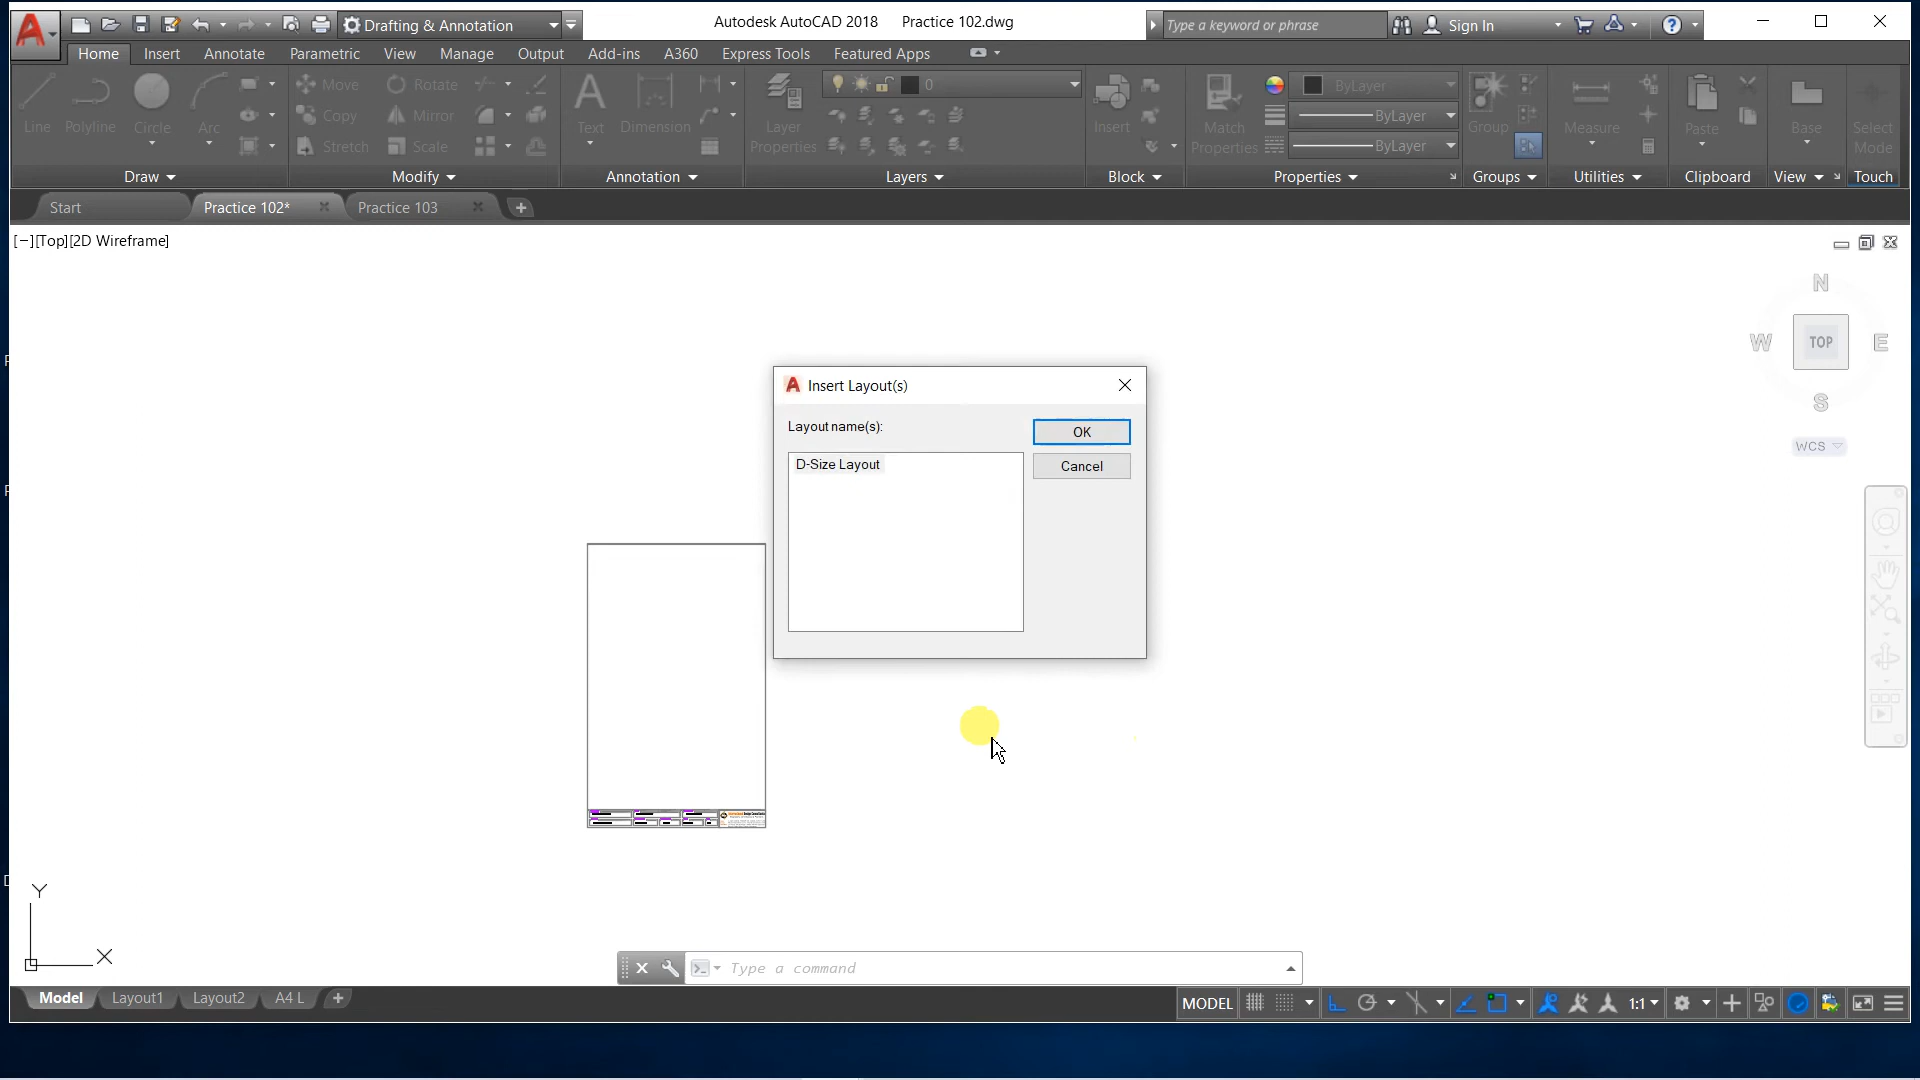 Drafting & Annotation
Autodesk AutoCAD 2018 Practice 102.dwg
Type a keyword or phrase
Sign In
Home Insert Annotate Parametric View Manage Output Add-ins A360 Express Tools Featured Apps
0
ByLayer
Move Rotate
Line Polyline Circle Arc
Copy Mirror
Text Dimension
Layer Properties
Insert
Match Properties
ByLayer
Group
Measure
Paste
Base
Select Mode
Stretch Scale
ByLayer
Draw Modify Annotation Layers Block Properties Groups Utilities Clipboard View Touch
Start Practice 102* Practice 103
[−][Top][2D Wireframe]
N
W TOP E
S
WCS
Insert Layout(s)
Layout name(s):
OK
D-Size Layout
Cancel
Y
X
Type a command
Model Layout1 Layout2 A4 L
MODEL 1:1